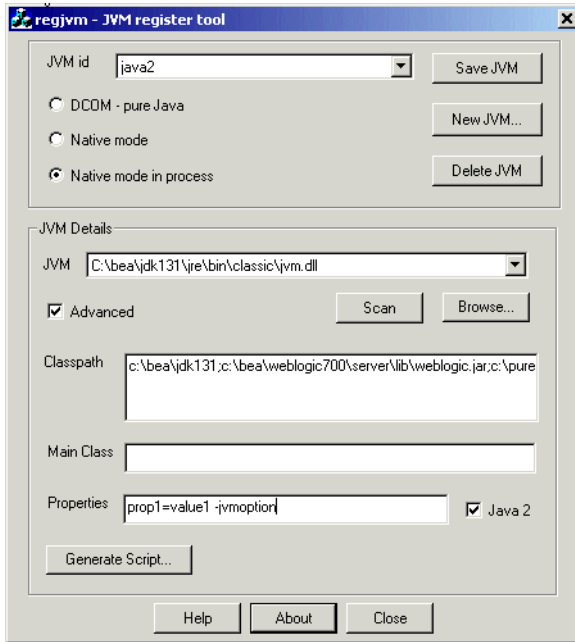 regjvm - JVM register tool
JVM id
java2
Save JVM
DCOM - pure Java
New JVM...
Native mode
Native mode in process
Delete JVM
JVM Details
JVM
C:\bea\jdk131\jre\bin\classic\jvm.dll
Advanced
Scan
Browse...
Classpath
c:\bea\jdk131;c:\bea\weblogic700\server\lib\weblogic.jar;c:\pure
Main Class
Properties
prop1=value1 -jvmoption
Java 2
Generate Script...
Help
About
Close